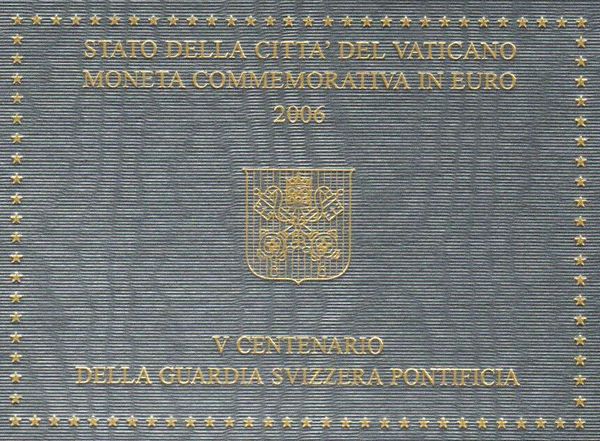 STATO DELLA CITTA' DEL VATICANO
MONETA COMMEMORATIVA IN EURO
2006
V CENTENARIO
DELLA GUARDIA SVIZZERA PONTIFICIA